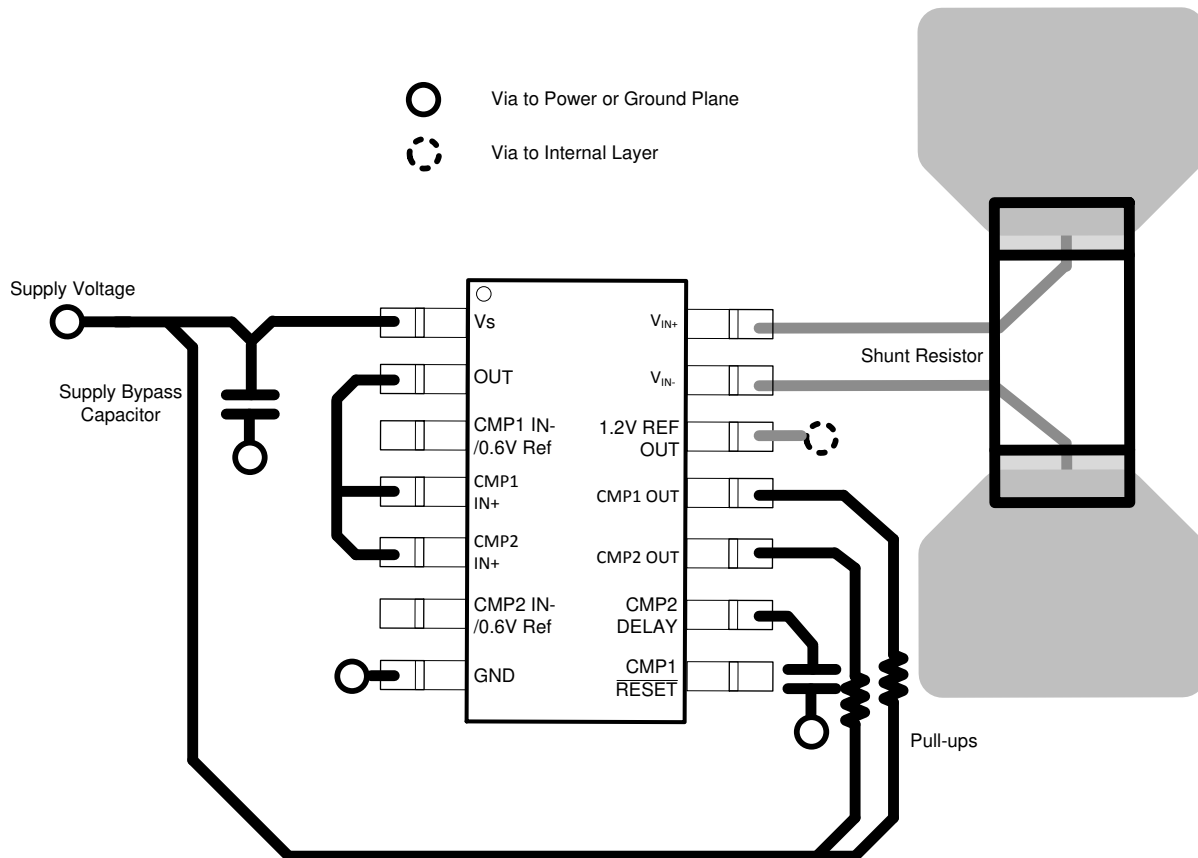 Via to Power or Ground Plane
Via to Internal Layer
Supply Voltage
Supply Bypass
Capacitor
Vs
OUT
CMP1 IN-
/0.6V Ref
CMP1
IN+
CMP2
IN+
CMP2 IN-
/0.6V Ref
GND
VIN+
VIN-
1.2V REF
OUT
CMP1 OUT
CMP2 OUT
CMP2
DELAY
CMP1
RESET
Shunt Resistor
Pull-ups